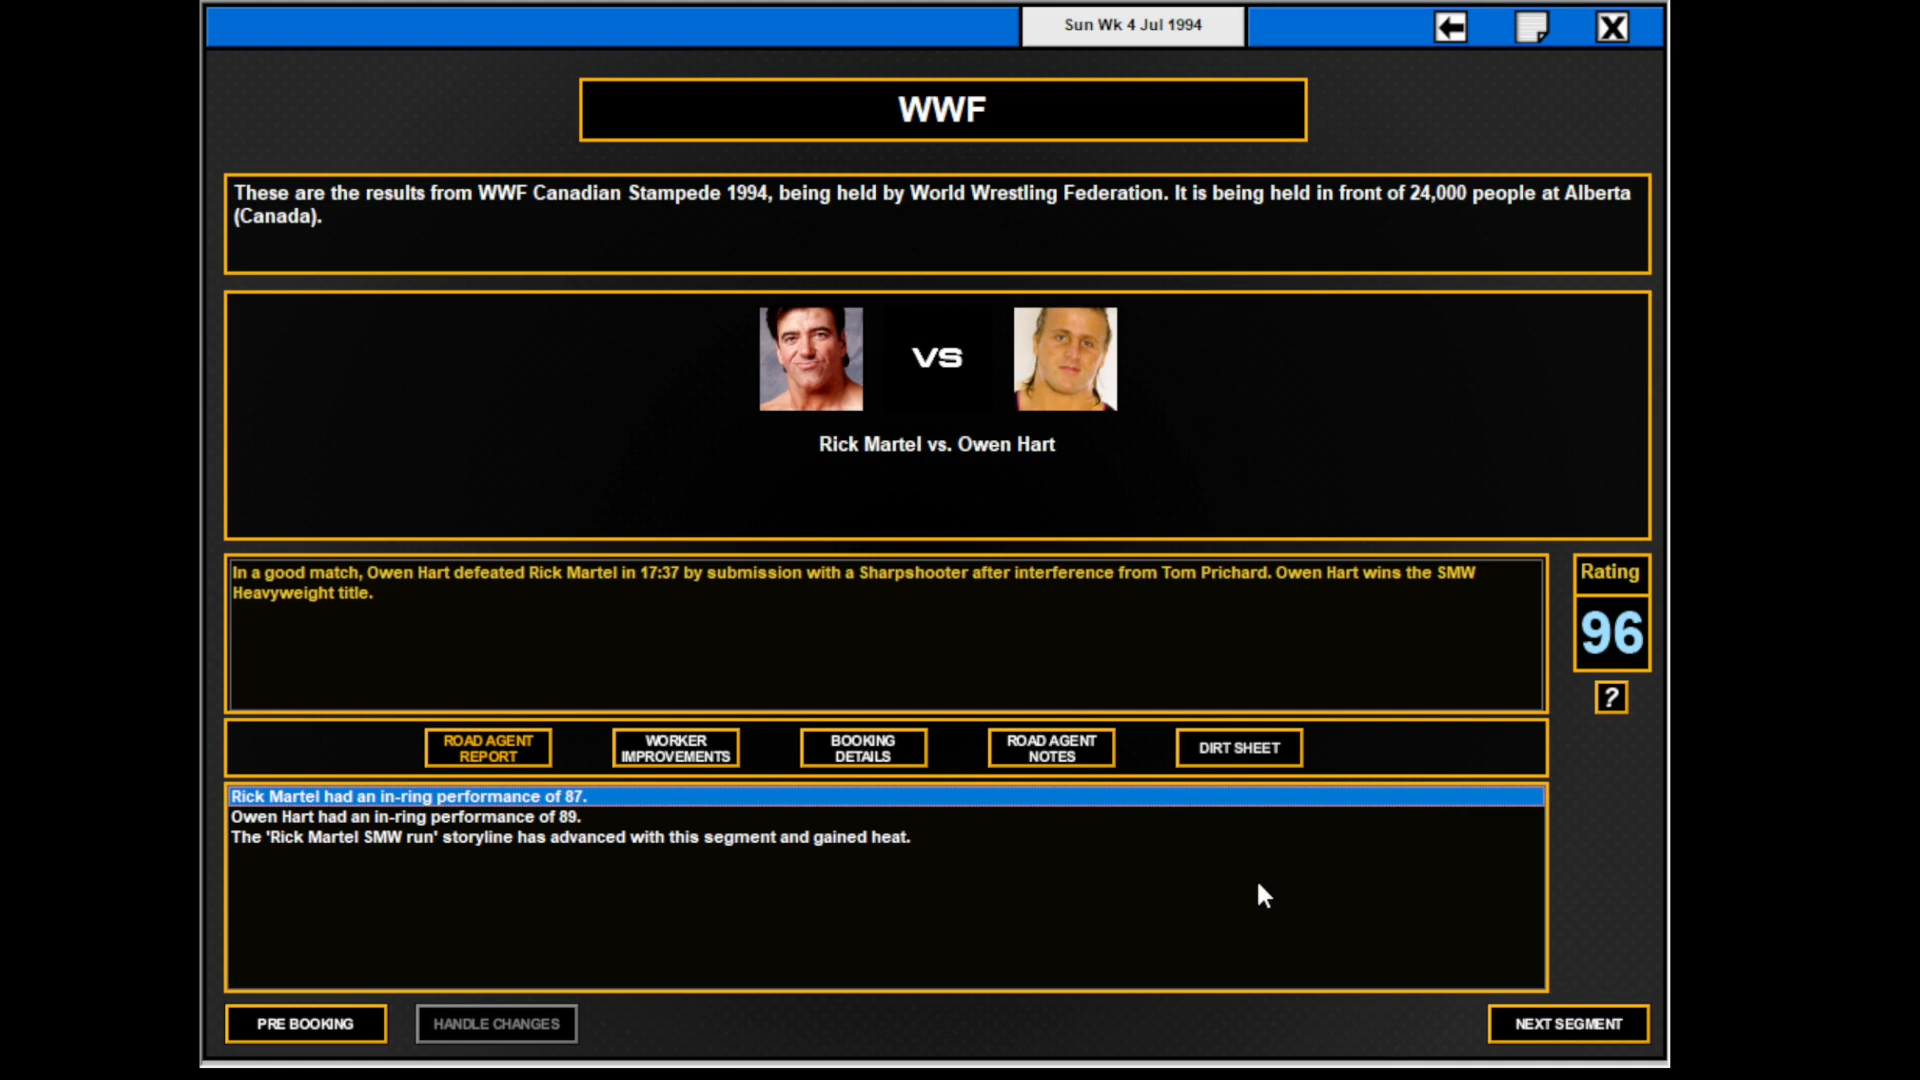 Sun Wk 4 Jul 1994
WWF
These are the results from WWF Canadian Stampede 1994, being held by World Wrestling Federation. It is being held in front of 24,000 people at Alberta
(Canada).
VS
Rick Martel vs. Owen Hart
In a good match, Owen Hart defeated Rick Martel in 17:37 by submission with a Sharpshooter after interference from Tom Prichard. Owen Hart wins the SMW
Heavyweight title.
Rating
96
?
ROAD AGENT
REPORT
WORKER
IMPROVEMENTS
BOOKING
DETAILS
ROAD AGENT
NOTES
DIRT SHEET
Rick Martel had an in-ring performance of 87.
Owen Hart had an in-ring performance of 89.
The 'Rick Martel SMW run' storyline has advanced with this segment and gained heat.
PRE BOOKING
HANDLE CHANGES
NEXT SEGMENT